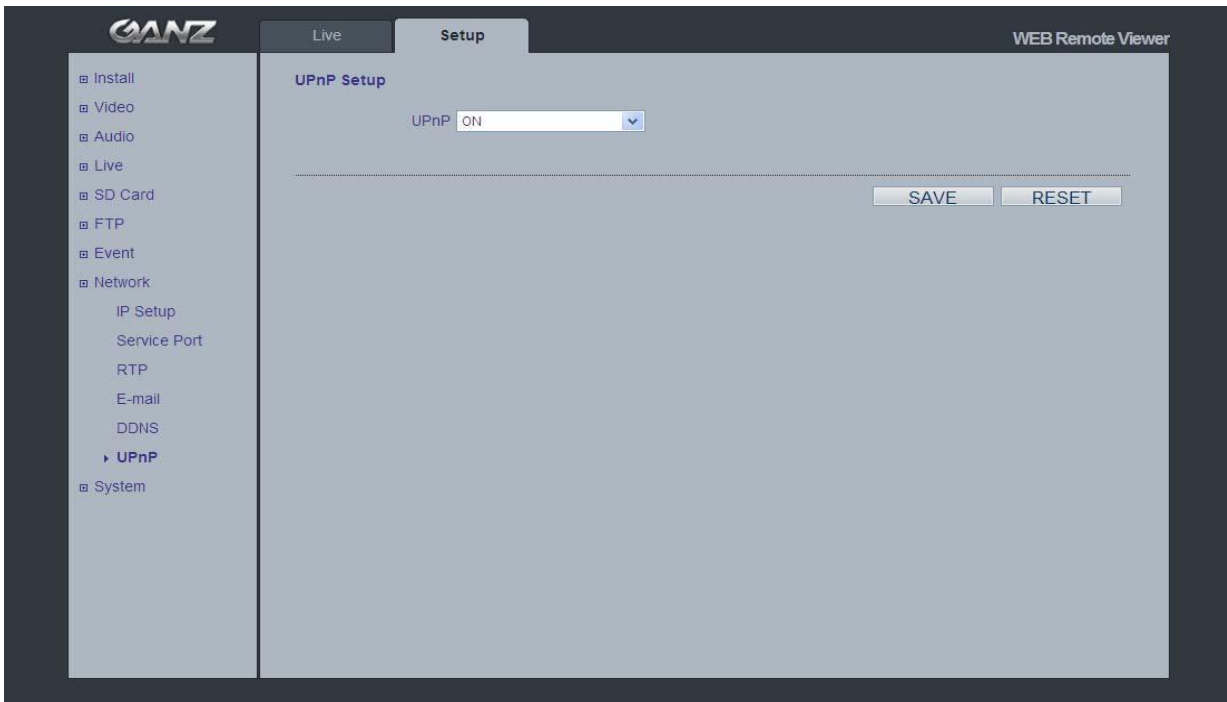 GANZ
Live
Setup
WEB Remote Viewer
Install
Video
Audio
Live
SD Card
FTP
Event
Network
IP Setup
Service Port
RTP
E-mail
DDNS
UPnP
System
UPnP Setup
UPnP ON
SAVE
RESET